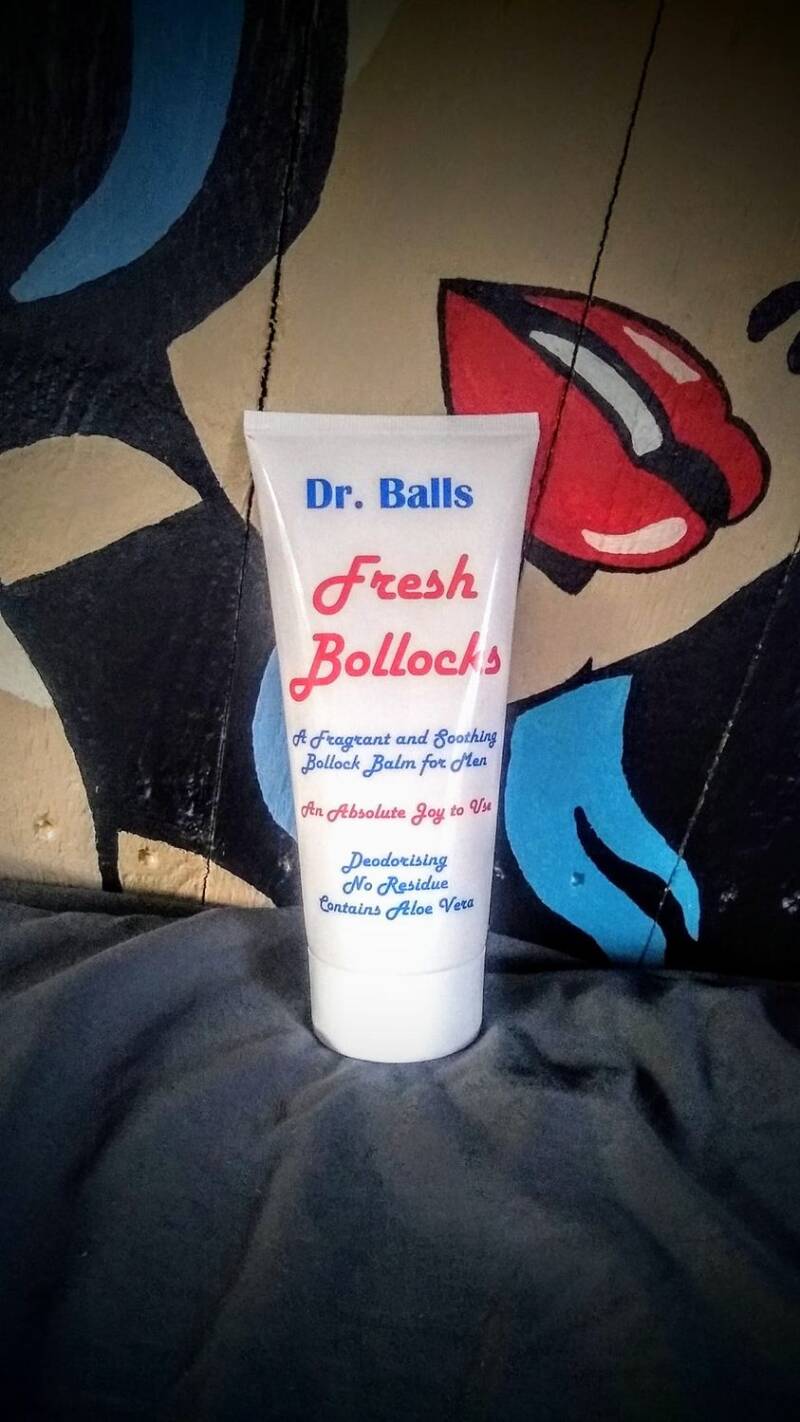 Dr. Balls
Fresh
Bollocks
A Fragrant and Soothing
Bollock Balm for Men
An Absolute Joy to Use
Deodorising
No Residue
Contains Aloe Vera